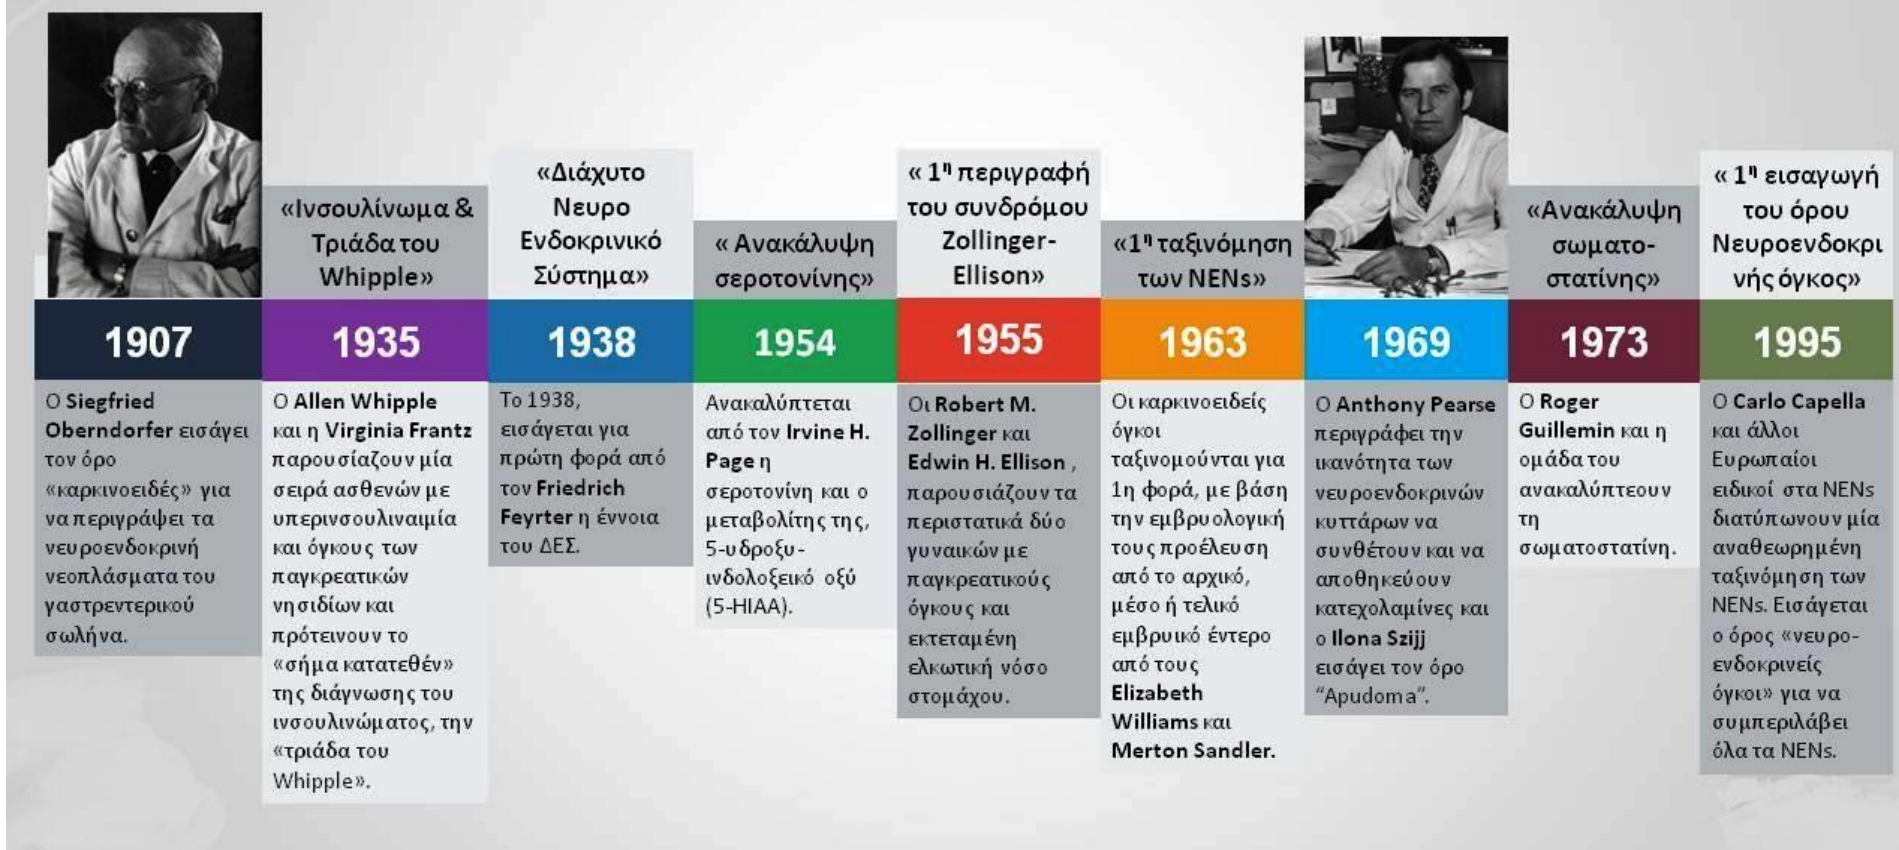 «Ινσουλίνωμα &
Τριάδα του
Whipple»
«Διάχυτο
Νευρο
Ενδοκρινικό
Σύστημα»
« Ανακάλυψη
σεροτονίνης»
« 1η περιγραφή
του συνδρόμου
Zollinger-
Ellison»
«1η ταξινόμηση
των NENs»
«Ανακάλυψη
σωματο-
στατίνης»
« 1η εισαγωγή
του όρου
Νευροενδοκρι
νής όγκος»
1907
1935
1938
1954
1955
1963
1969
1973
1995
Ο Siegfried
Oberndorfer εισάγει
τον όρο
«καρκινοειδές» για
να περιγράψει τα
νευροενδοκρινή
νεοπλάσματα του
γαστρεντερικού
σωλήνα.
Ο Allen Whipple
και η Virginia Frantz
παρουσίαζουν μία
σειρά ασθενών με
υπερινσουλιναιμία
και όγκους των
παγκρεατικών
νησιδίων και
πρότεινουν το
«σήμα κατατεθέν»
της διάγνωσης του
ινσουλινώματος, την
«τριάδα του
Whipple».
Το 1938,
εισάγεται για
πρώτη φορά από
τον Friedrich
Feyrter η έννοια
του ΔΕΣ.
Ανακαλύπτεται
από τον Irvine H.
Page η
σεροτονίνη και ο
μεταβολίτης της,
5-υδροξυ-
ινδολοξεικό οξύ
(5-HIAA).
Οι Robert M.
Zollinger και
Edwin H. Ellison ,
παρουσιάζουν τα
περιστατικά δύο
γυναικών με
παγκρεατικούς
όγκους και
εκτεταμένη
ελκωτική νόσο
στομάχου.
Οι καρκινοειδείς
όγκοι
ταξινομούνται για
1η φορά, με βάση
την εμβρυολογική
τους προέλευση
από το αρχικό,
μέσο ή τελικό
εμβρυικό έντερο
από τους
Elizabeth
Williams και
Merton Sandler.
Ο Anthony Pearse
περιγράφει την
ικανότητα των
νευροενδοκρινών
κυττάρων να
συνθέτουν και να
αποθηκεύουν
κατεχολαμίνες και
ο Ilona Szijj
εισάγει τον όρο
“Apudoma”.
Ο Roger
Guillemin και η
ομάδα του
ανακαλύπτεουν
τη
σωματοστατίνη.
Ο Carlo Capella
και άλλοι
Ευρωπαίοι
ειδικοί στα NENs
διατύπωνουν μία
αναθεωρημένη
ταξινόμηση των
NENs. Εισάγεται
ο όρος «νευρο-
ενδοκρινείς
όγκοι» για να
συμπεριλάβει
όλα τα NENs.